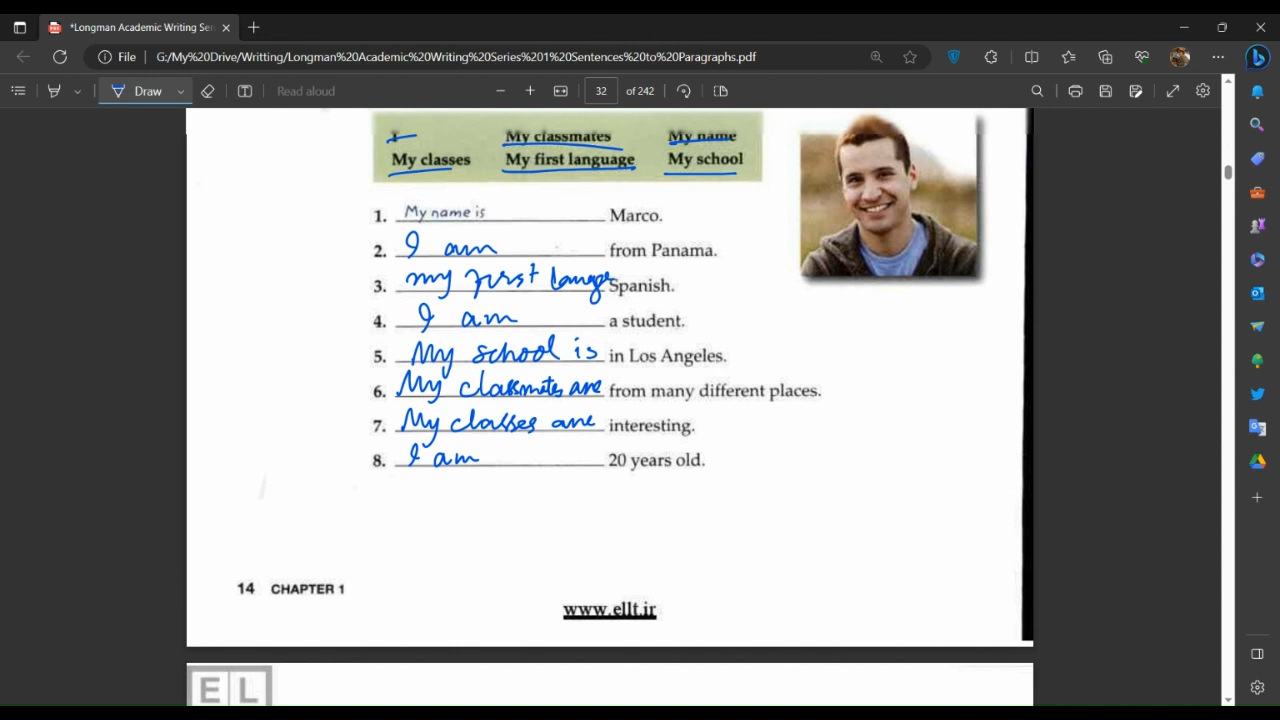 *Longman Academic Writing Ser
File G:/My%20Drive/Writting/Longman%20Academic%20Writing%20Series%201%20Sentences%20to%20Paragraphs.pdf
Draw Read aloud 32 of 242
I My classmates My name
My classes My first language My school
1. My name is Marco.
2. I am from Panama.
3. my first Spanish.
4. I am a student.
5. My school is in Los Angeles.
6. My classmates are from many different places.
7. My classes are interesting.
8. I am 20 years old.
14 CHAPTER 1
www.ellt.ir
E L